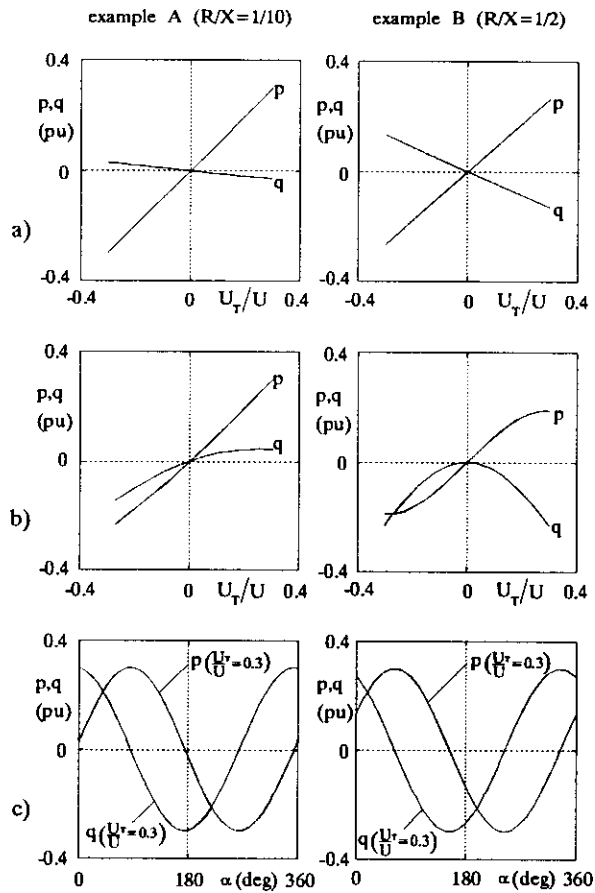 example A (R/X=1/10) example B (R/X=1/2)
0.4 0.4
p p
p,q p,q
(pu) (pu)
0 0
q q
a)
-0.4 -0.4
-0.4 0 U_T/U 0.4 -0.4 0 U_T/U 0.4
0.4 0.4
p p
p,q p,q
(pu) (pu)
q
0 0
b)
q
-0.4 -0.4
-0.4 0 U_T/U 0.4 -0.4 0 U_T/U 0.4
0.4 0.4
p(U_T/U=0.3) p(U_T/U=0.3)
p,q p,q
(pu) (pu)
0 0
c)
q(U_T/U=0.3) q(U_T/U=0.3)
-0.4 -0.4
0 180 α(deg) 360 0 180 α(deg) 360